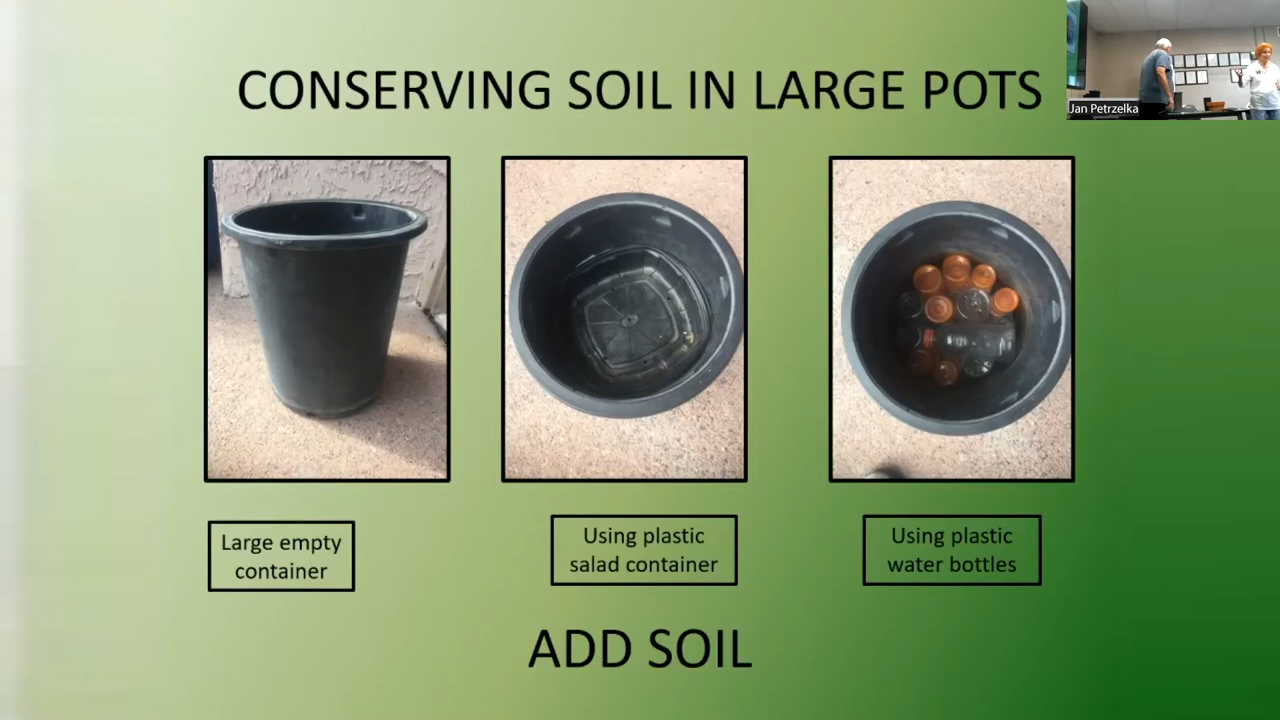 CONSERVING SOIL IN LARGE POTS
Jan Petrzelka
Large empty
container
Using plastic
salad container
Using plastic
water bottles
ADD SOIL